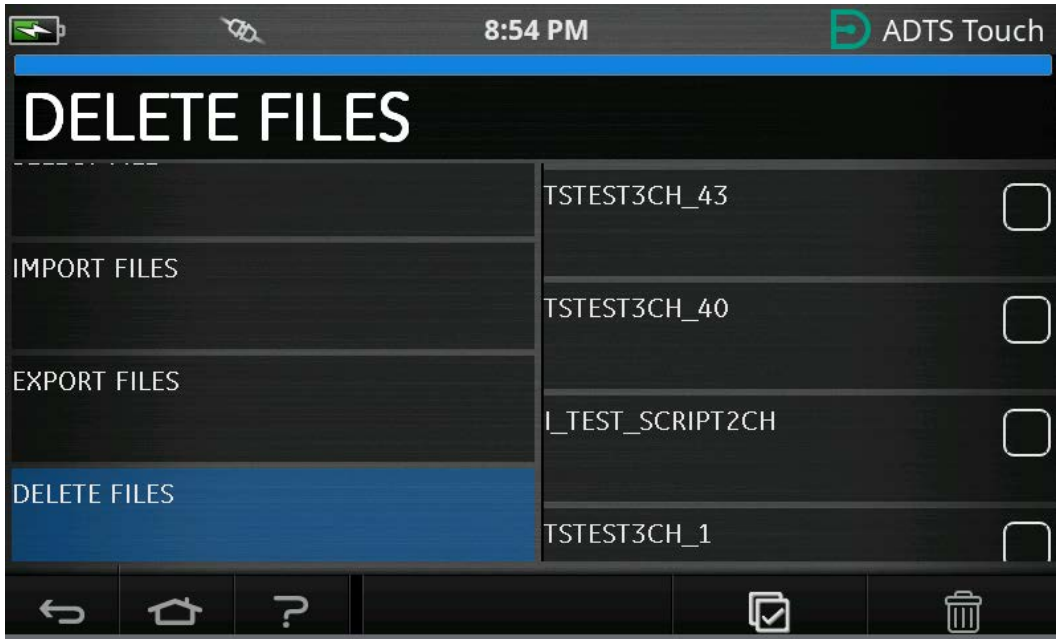 8:54 PM
ADTS Touch
DELETE FILES
IMPORT FILES
EXPORT FILES
DELETE FILES
TSTEST3CH_43
TSTEST3CH_40
I_TEST_SCRIPT2CH
TSTEST3CH_1